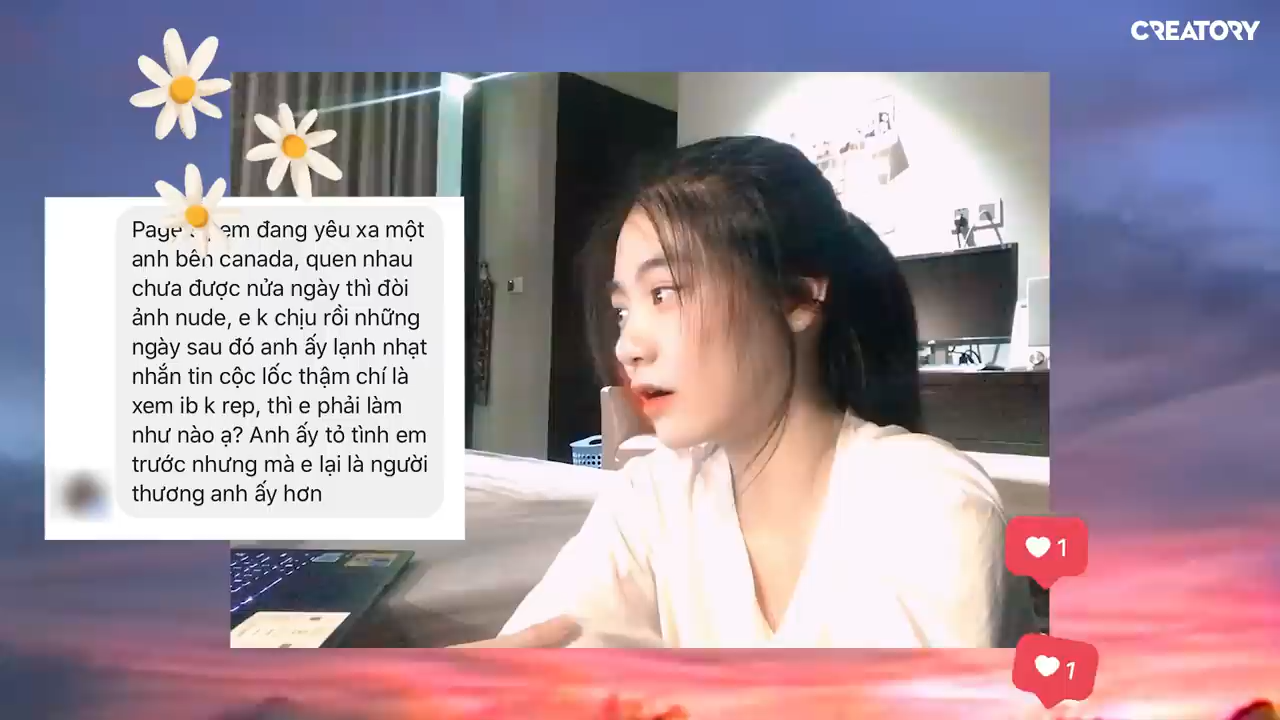 CREATORY
Page em đang yêu xa một
anh bên canada, quen nhau
chưa được nửa ngày thì đòi
ảnh nude, e k chịu rồi những
ngày sau đó anh ấy lạnh nhạt
nhắn tin cộc lốc thậm chí là
xem ib k rep, thì e phải làm
như nào ạ? Anh ấy tỏ tình em
trước nhưng mà e lại là người
thương anh ấy hơn
1
1